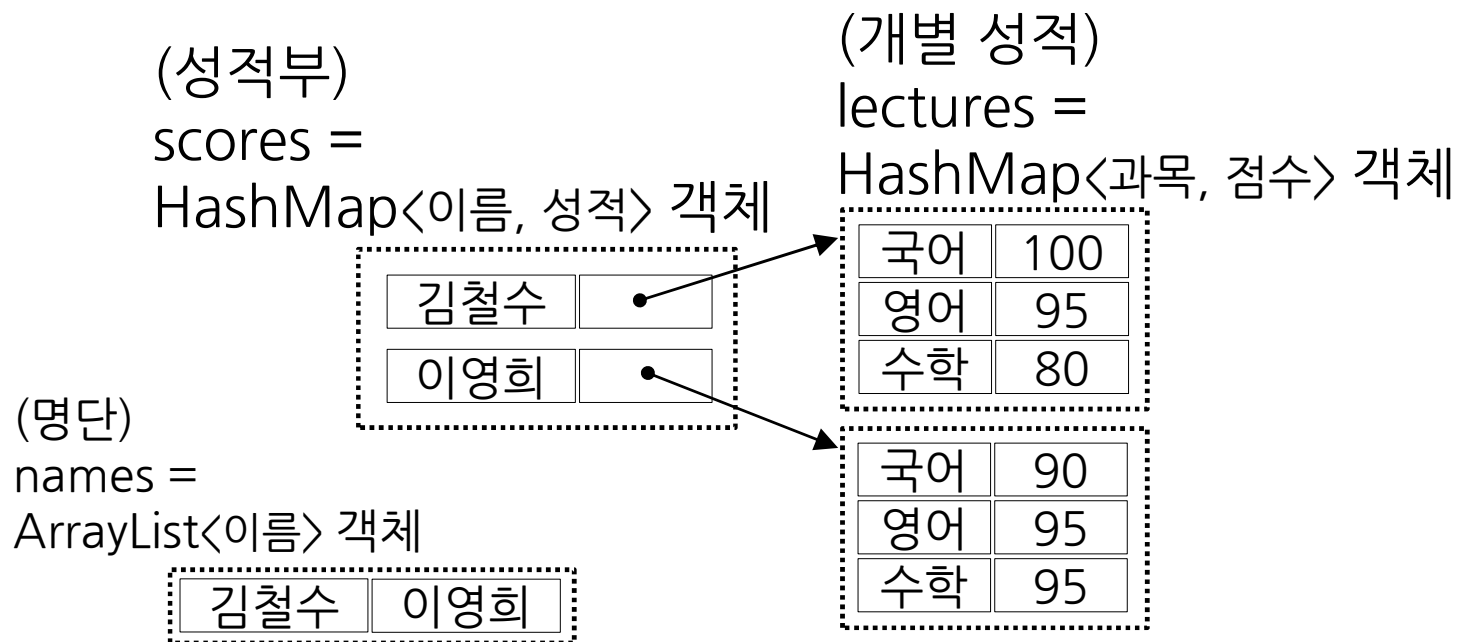 (성적부)
scores =
HashMap<이름, 성적> 객체
김철수
이영희
(명단)
names =
ArrayList<이름> 객체
김철수 이영희
(개별 성적)
lectures =
HashMap<과목, 점수> 객체
국어 100
영어 95
수학 80
국어 90
영어 95
수학 95